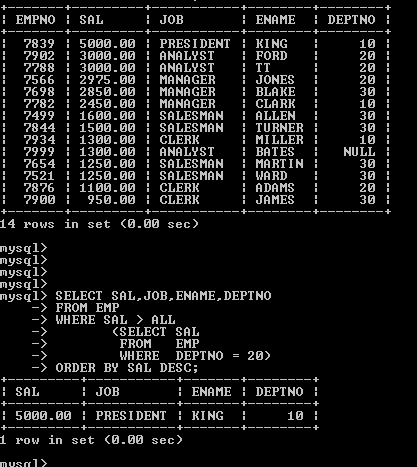 | EMPNO | SAL     | JOB       | ENAME  | DEPTNO |
|  7839 | 5000.00 | PRESIDENT | KING   |     10 |
|  7902 | 3000.00 | ANALYST   | FORD   |     20 |
|  7788 | 3000.00 | ANALYST   | TT     |     20 |
|  7566 | 2975.00 | MANAGER   | JONES  |     20 |
|  7698 | 2850.00 | MANAGER   | BLAKE  |     30 |
|  7782 | 2450.00 | MANAGER   | CLARK  |     10 |
|  7499 | 1600.00 | SALESMAN  | ALLEN  |     30 |
|  7844 | 1500.00 | SALESMAN  | TURNER |     30 |
|  7934 | 1300.00 | CLERK     | MILLER |     10 |
|  7999 | 1300.00 | ANALYST   | BATES  |   NULL |
|  7654 | 1250.00 | SALESMAN  | MARTIN |     30 |
|  7521 | 1250.00 | SALESMAN  | WARD   |     30 |
|  7876 | 1100.00 | CLERK     | ADAMS  |     20 |
|  7900 |  950.00 | CLERK     | JAMES  |     30 |
14 rows in set (0.00 sec)
mysql>
mysql>
mysql>
mysql>
mysql> SELECT SAL,JOB,ENAME,DEPTNO
    -> FROM EMP
    -> WHERE SAL > ALL
    ->        (SELECT SAL
    ->         FROM   EMP
    ->         WHERE  DEPTNO = 20)
    -> ORDER BY SAL DESC;
| SAL     | JOB       | ENAME | DEPTNO |
| 5000.00 | PRESIDENT | KING  |     10 |
1 row in set (0.00 sec)
mysql>